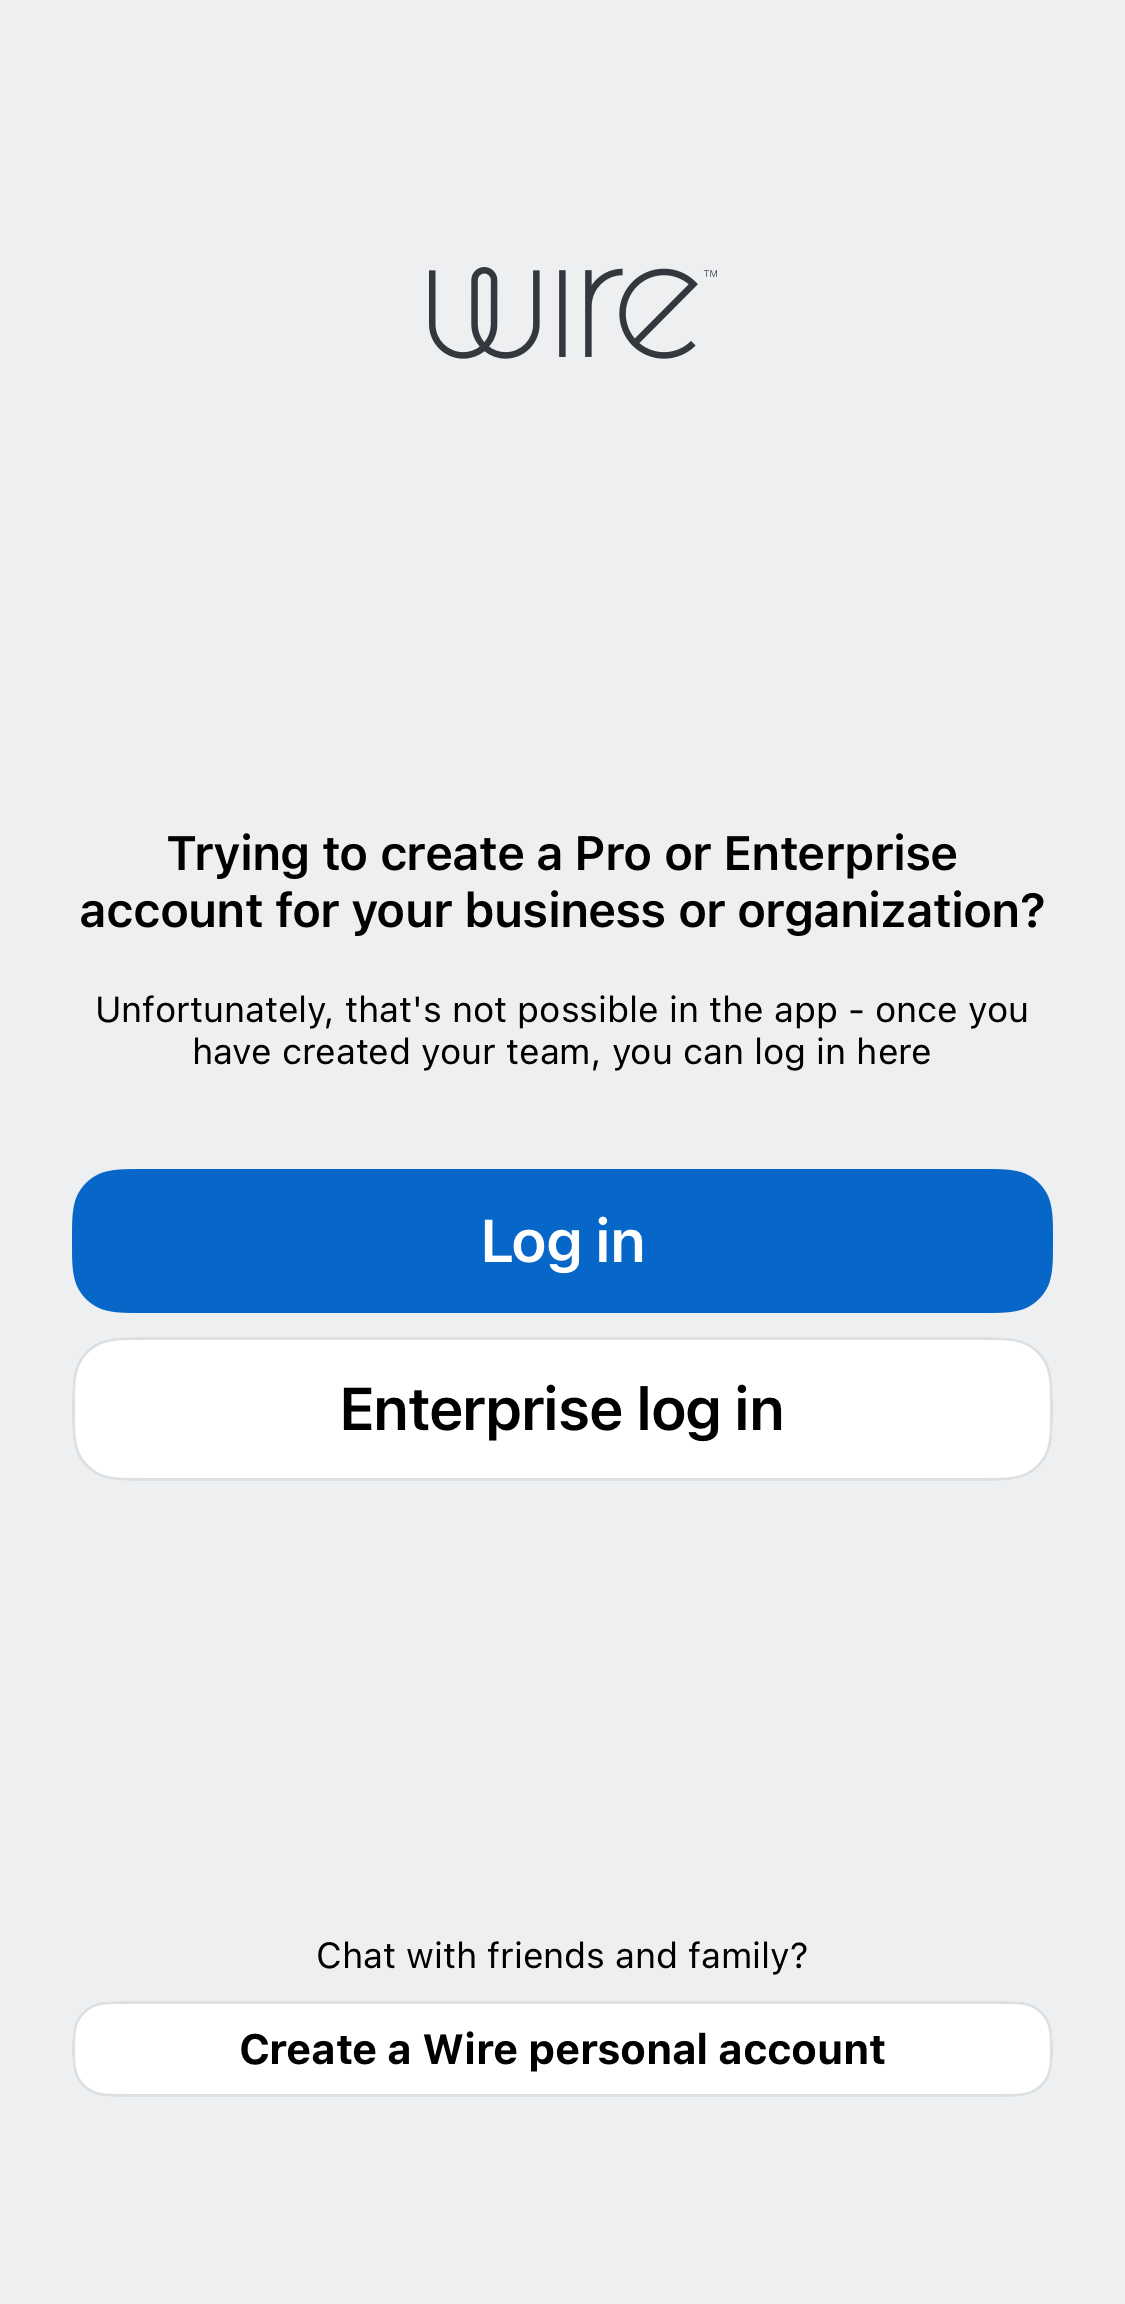 wire™
Trying to create a Pro or Enterprise
account for your business or organization?
Unfortunately, that's not possible in the app - once you
have created your team, you can log in here
Log in
Enterprise log in
Chat with friends and family?
Create a Wire personal account